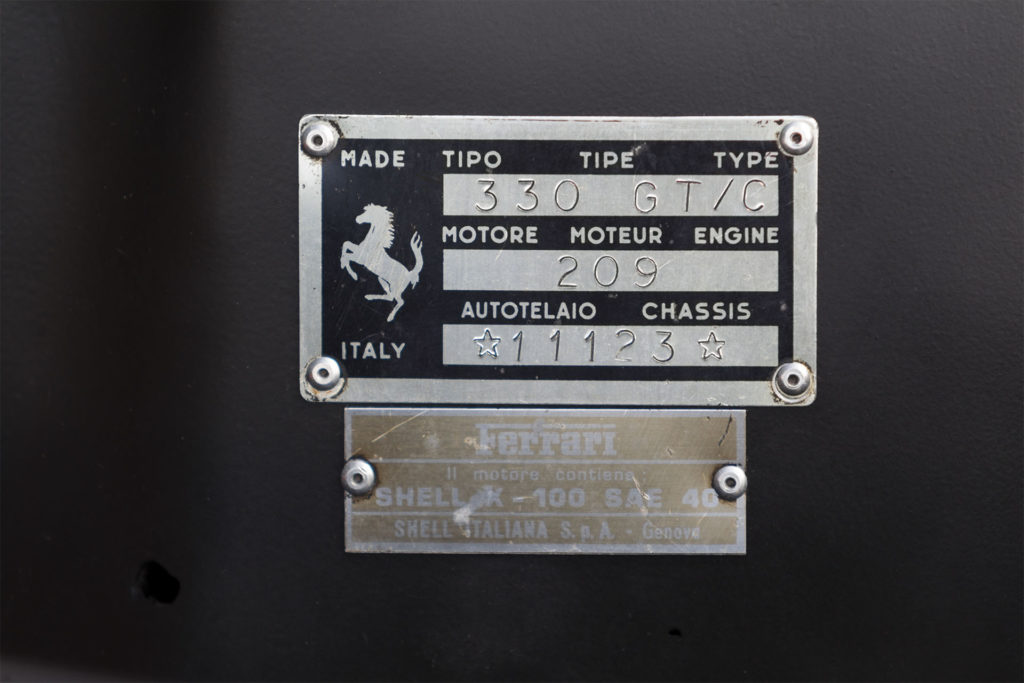 MADE
TIPO TIPE TYPE
330 GT/C
MOTORE MOTEUR ENGINE
209
AUTOTELAIO CHASSIS
☆11123☆
ITALY
Ferrari
Il motore contiene:
SHELL X - 100 SAE 40
SHELL ITALIANA S.p.A. - Genova